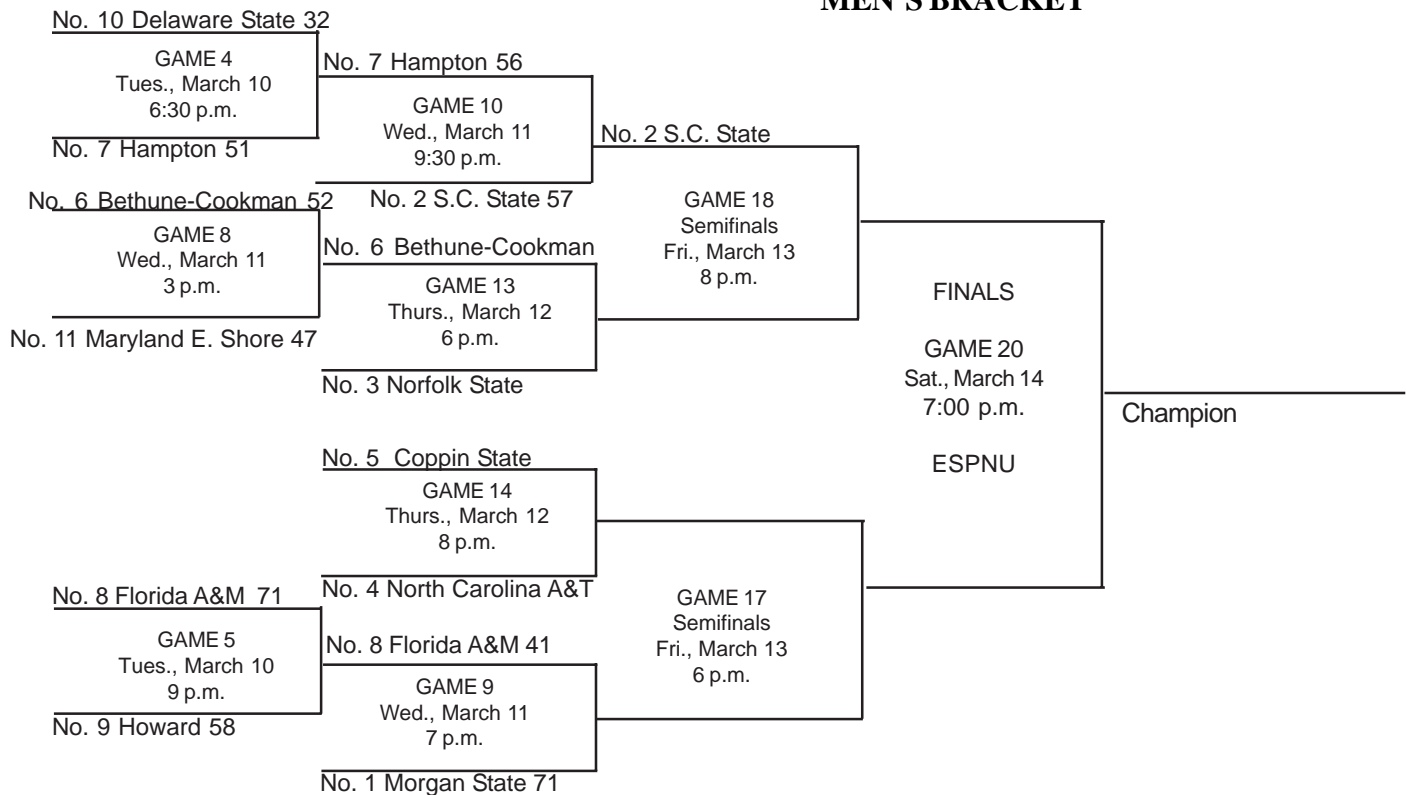 MEN'S BRACKET
No. 10 Delaware State 32
GAME 4
Tues., March 10
6:30 p.m.
No. 7 Hampton 51
No. 7 Hampton 56
GAME 10
Wed., March 11
9:30 p.m.
No. 2 S.C. State 57
No. 2 S.C. State
No. 6 Bethune-Cookman 52
GAME 8
Wed., March 11
3 p.m.
No. 11 Maryland E. Shore 47
No. 6 Bethune-Cookman
GAME 13
Thurs., March 12
6 p.m.
No. 3 Norfolk State
GAME 18
Semifinals
Fri., March 13
8 p.m.
FINALS
GAME 20
Sat., March 14
7:00 p.m.
ESPNU
Champion
No. 5 Coppin State
GAME 14
Thurs., March 12
8 p.m.
No. 4 North Carolina A&T
No. 8 Florida A&M 71
GAME 5
Tues., March 10
9 p.m.
No. 9 Howard 58
No. 8 Florida A&M 41
GAME 9
Wed., March 11
7 p.m.
No. 1 Morgan State 71
GAME 17
Semifinals
Fri., March 13
6 p.m.